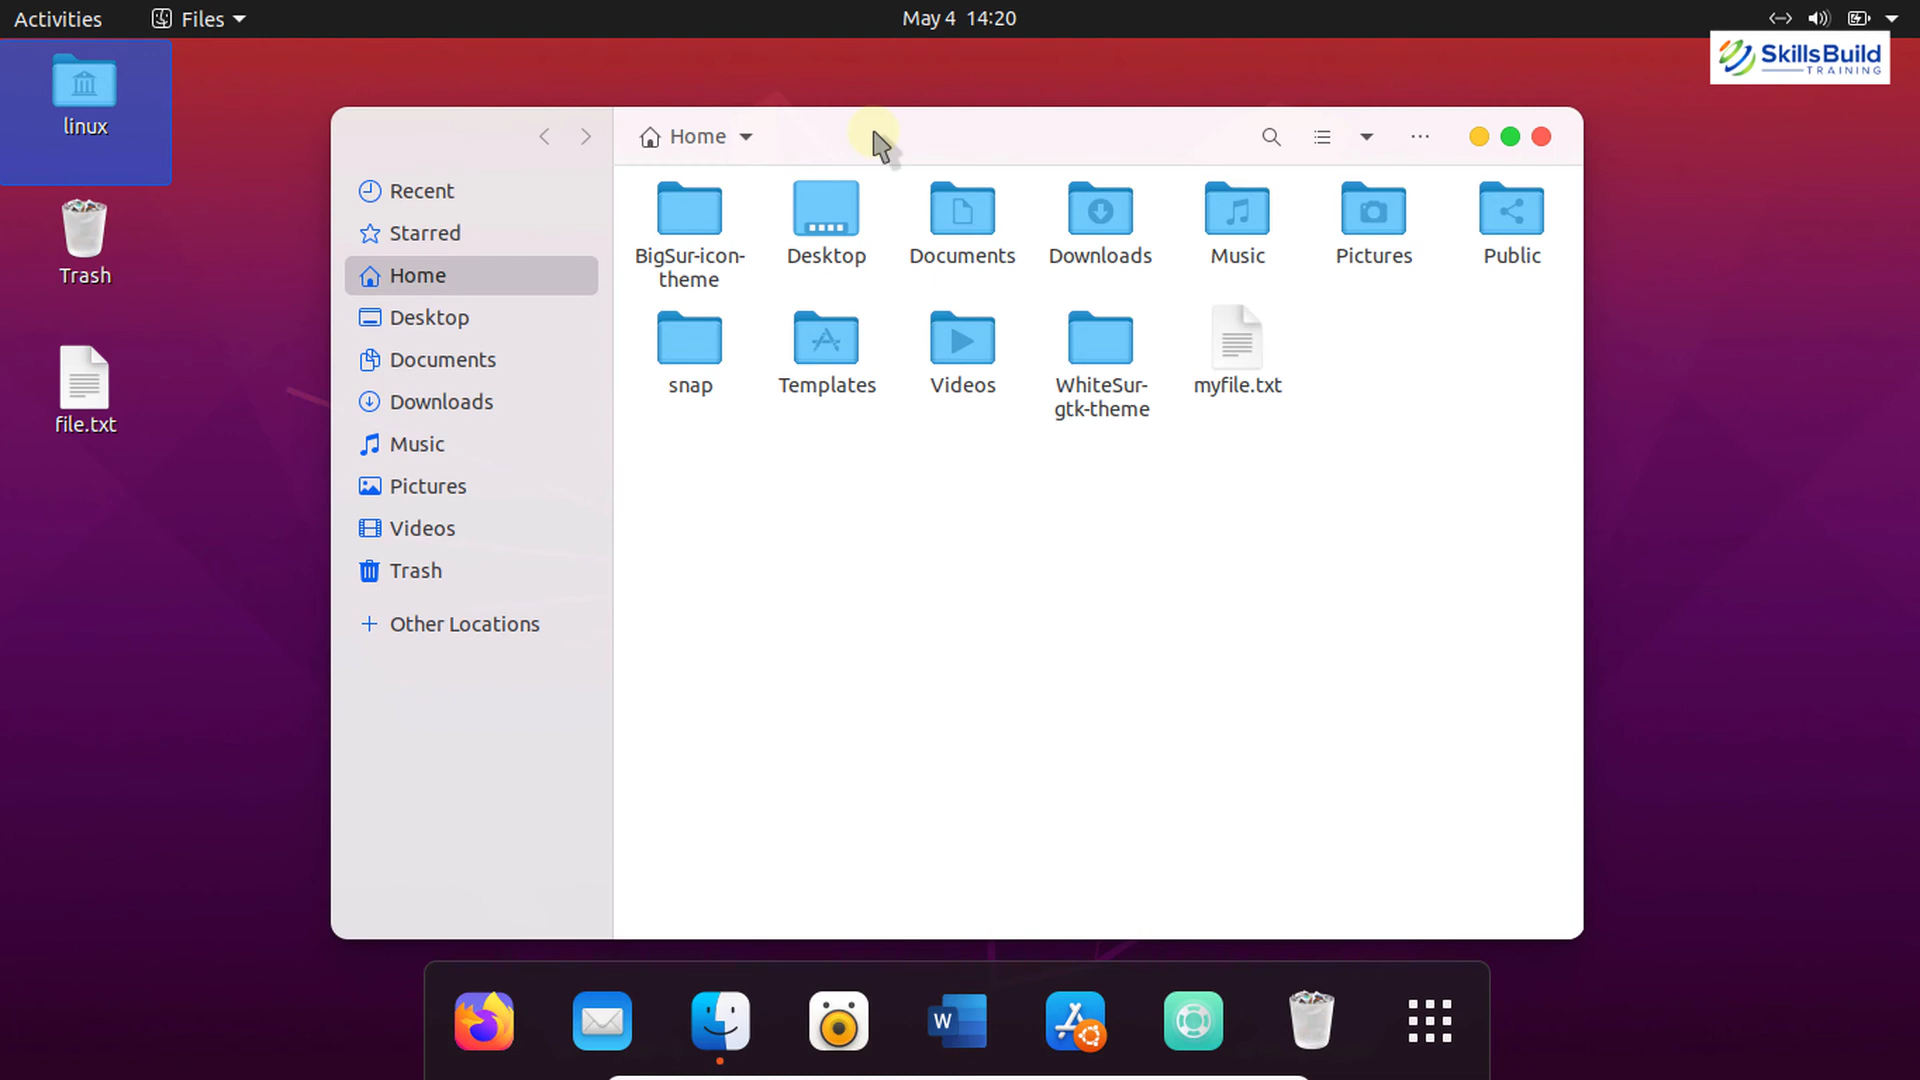 Activities
Files
May 4 14:20
SkillsBuild
TRAINING
linux
Trash
file.txt
Home
Recent
Starred
Home
Desktop
Documents
Downloads
Music
Pictures
Videos
Trash
Other Locations
BigSur-icon-
theme
Desktop
Documents
Downloads
Music
Pictures
Public
snap
Templates
Videos
WhiteSur-
gtk-theme
myfile.txt
W